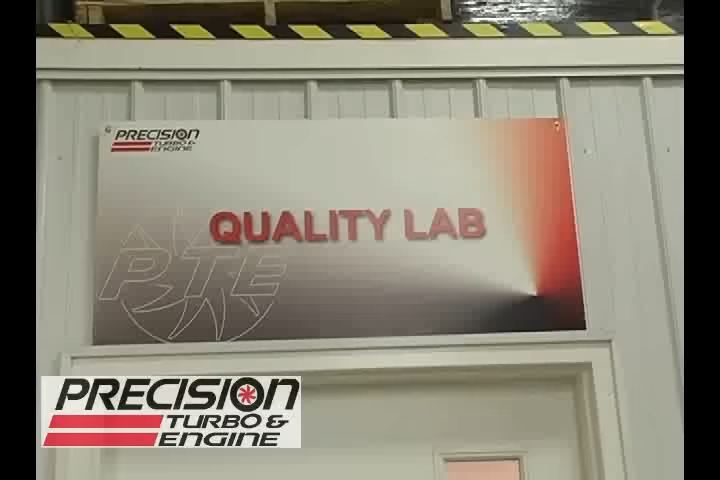 PRECISION
TURBO &
ENGINE
QUALITY LAB
PTE
PRECISION
TURBO &
ENGINE